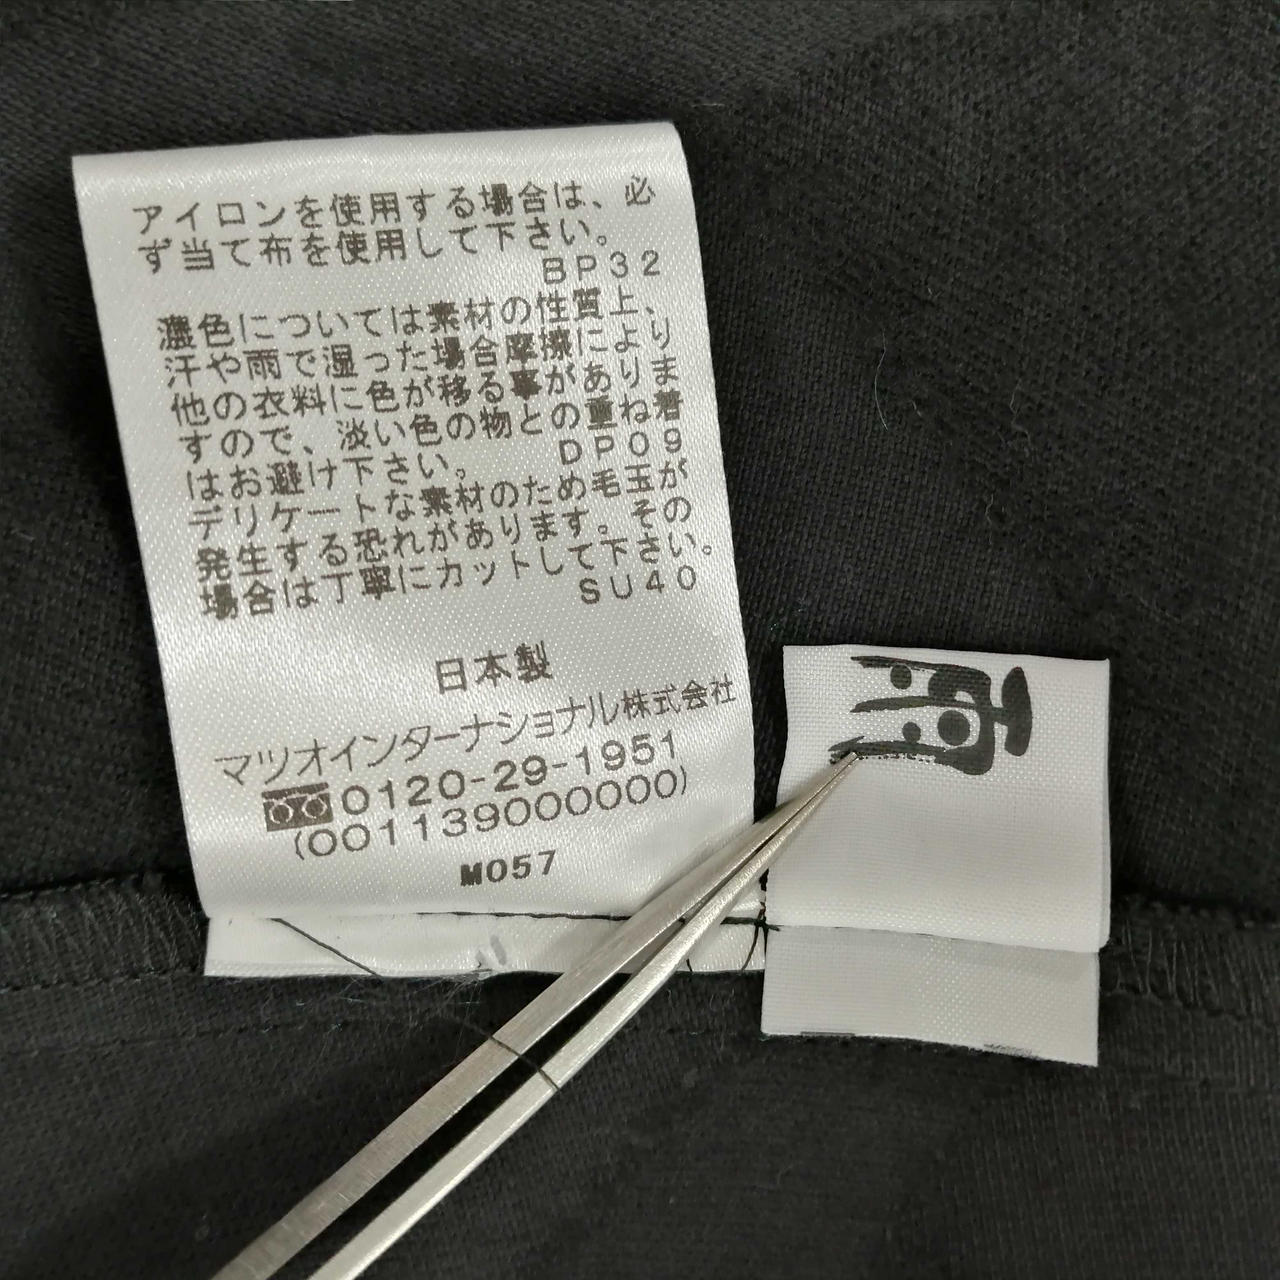 アイロンを使用する場合は、必
ず当て布を使用して下さい。
BP32
濃色については素材の性質上、
汗や雨で湿った場合摩擦により
他の衣料に色が移る事がありま
すので、淡い色の物との重ね着
はお避け下さい。 DP09
デリケートな素材のため毛玉が
発生する恐れがあります。その
場合は丁寧にカットして下さい。
SU40
日本製
マツオインターナショナル株式会社
0120-29-1951
(001139000000)
M057